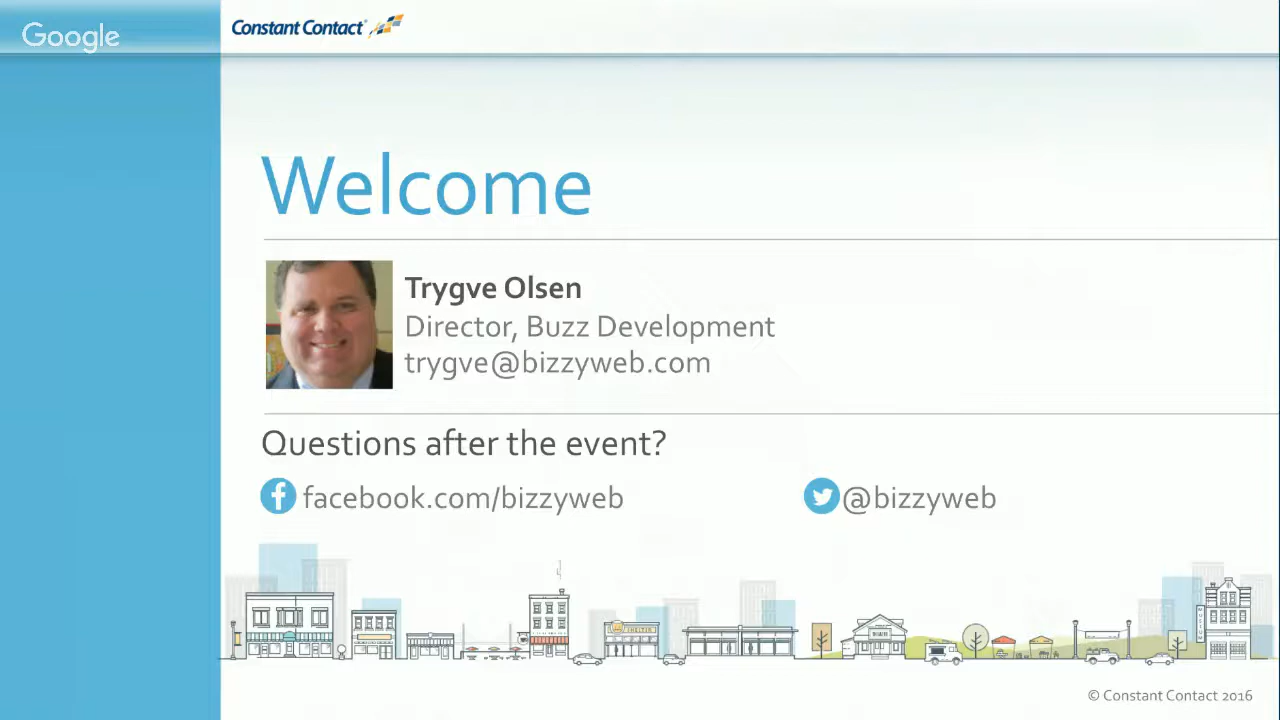 Google
Constant Contact®
Welcome
Trygve Olsen
Director, Buzz Development
trygve@bizzyweb.com
Questions after the event?
facebook.com/bizzyweb
@bizzyweb
© Constant Contact 2016